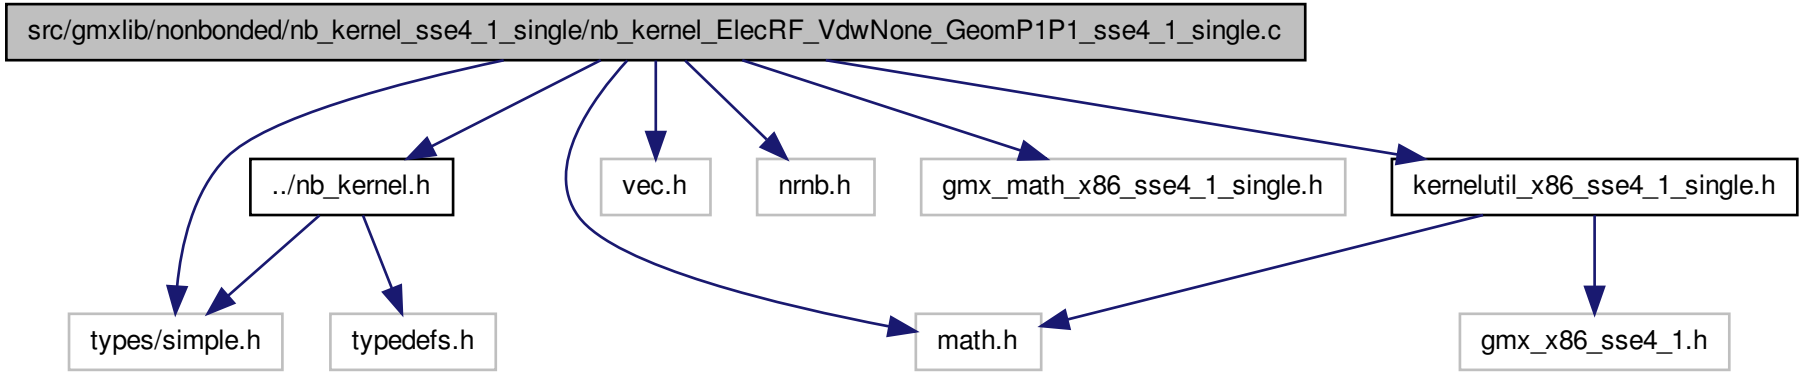 src/gmxlib/nonbonded/nb_kernel_sse4_1_single/nb_kernel_ElecRF_VdwNone_GeomP1P1_sse4_1_single.c
../nb_kernel.h
vec.h
nrnb.h
gmx_math_x86_sse4_1_single.h
kernelutil_x86_sse4_1_single.h
types/simple.h
typedefs.h
math.h
gmx_x86_sse4_1.h